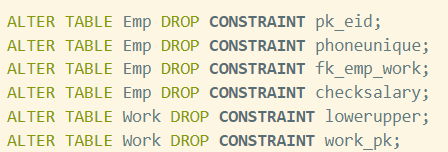 ALTER TABLE Emp DROP CONSTRAINT pk_eid;
ALTER TABLE Emp DROP CONSTRAINT phoneunique;
ALTER TABLE Emp DROP CONSTRAINT fk_emp_work;
ALTER TABLE Emp DROP CONSTRAINT checksalary;
ALTER TABLE Work DROP CONSTRAINT lowerupper;
ALTER TABLE Work DROP CONSTRAINT work_pk;